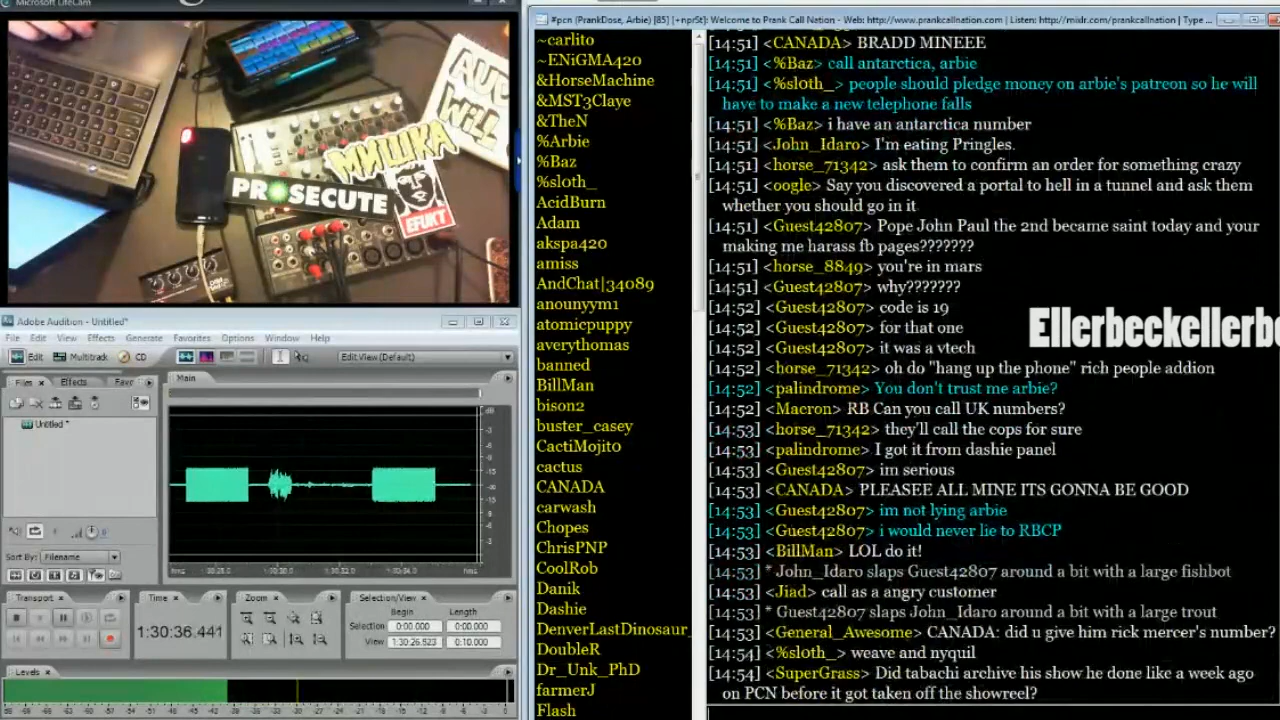 Microsoft LifeCam
МИШКА
PROSECUTE
EFUKT
WiLL
Adobe Audition - Untitled*
File Edit View Effects Generate Favorites Options Window Help
Edit Multitrack CD Edit View (Default)
Files Effects Favo
Main
Untitled *
dB
Sort By: Filename
hms 1:30:32.0 hms
Transport
Time
Zoom
Selection/View
Begin Length
Selection 0:00.000 0:00.000
View 1:30:26.523 0:10.000
1:30:36.441
Levels
#pcn (PrankDose, Arbie) [85] [+nprSt]: Welcome to Prank Call Nation - Web: http://www.prankcallnation.com | Listen: http://midr.com/prankcallnation | Type ...
~carlito
~ENiGMA420
&HorseMachine
&MST3Claye
&TheN
%Arbie
%Baz
%sl0th_
AcidBurn
Adam
akspa420
amiss
AndChat|34089
anounyym1
atomicpuppy
averythomas
banned
BillMan
bison2
buster_casey
CactiMojito
cactus
CANADA
carwash
Chopes
ChrisPNP
CoolRob
Danik
Dashie
DenverLastDinosaur_
DoubleR
Dr_Unk_PhD
farmerJ
Flash
[14:51] <CANADA> BRADD MINEEE
[14:51] <%Baz> call antarctica, arbie
[14:51] <%sl0th_> people should pledge money on arbie's patreon so he will
have to make a new telephone falls
[14:51] <%Baz> i have an antarctica number
[14:51] <John_Idaro> I'm eating Pringles.
[14:51] <horse_71342> ask them to confirm an order for something crazy
[14:51] <oogle> Say you discovered a portal to hell in a tunnel and ask them
whether you should go in it
[14:51] <Guest42807> Pope John Paul the 2nd became saint today and your
making me harass fb pages???????
[14:51] <horse_8849> you're in mars
[14:51] <Guest42807> why???????
[14:52] <Guest42807> code is 19
[14:52] <Guest42807> for that one
[14:52] <Guest42807> it was a vtech
[14:52] <horse_71342> oh do "hang up the phone" rich people addion
[14:52] <palindrome> You don't trust me arbie?
[14:52] <Macron> RB Can you call UK numbers?
[14:53] <horse_71342> they'll call the cops for sure
[14:53] <palindrome> I got it from dashie panel
[14:53] <Guest42807> im serious
[14:53] <CANADA> PLEASEE ALL MINE ITS GONNA BE GOOD
[14:53] <Guest42807> im not lying arbie
[14:53] <Guest42807> i would never lie to RBCP
[14:53] <BillMan> LOL do it!
[14:53] * John_Idaro slaps Guest42807 around a bit with a large fishbot
[14:53] <Jiad> call as a angry customer
[14:53] * Guest42807 slaps John_Idaro around a bit with a large trout
[14:53] <General_Awesome> CANADA: did u give him rick mercer's number?
[14:54] <%sl0th_> weave and nyquil
[14:54] <SuperGrass> Did tabachi archive his show he done like a week ago
on PCN before it got taken off the showreel?
Ellerbeckellerbe